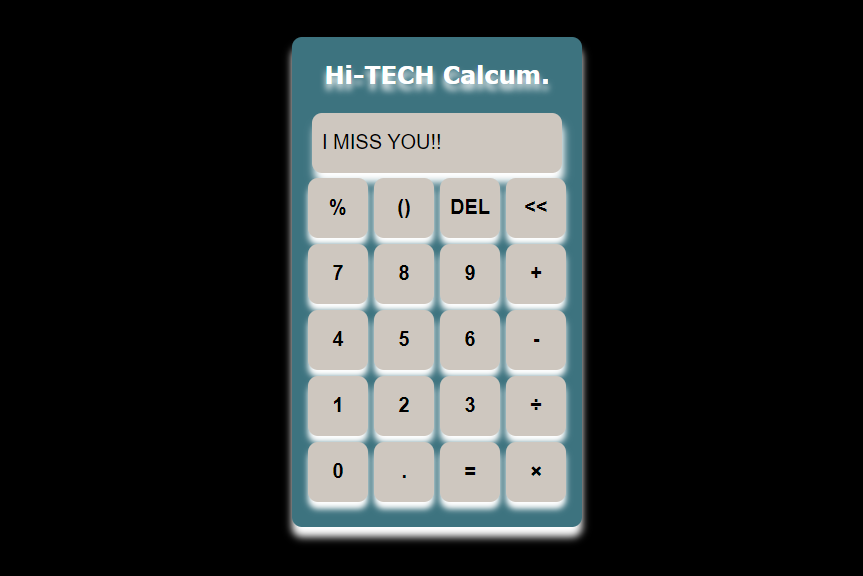 Hi-TECH Calcum.
I MISS YOU!!
% () DEL <<
7 8 9 +
4 5 6 -
1 2 3 ÷
0 . = ×